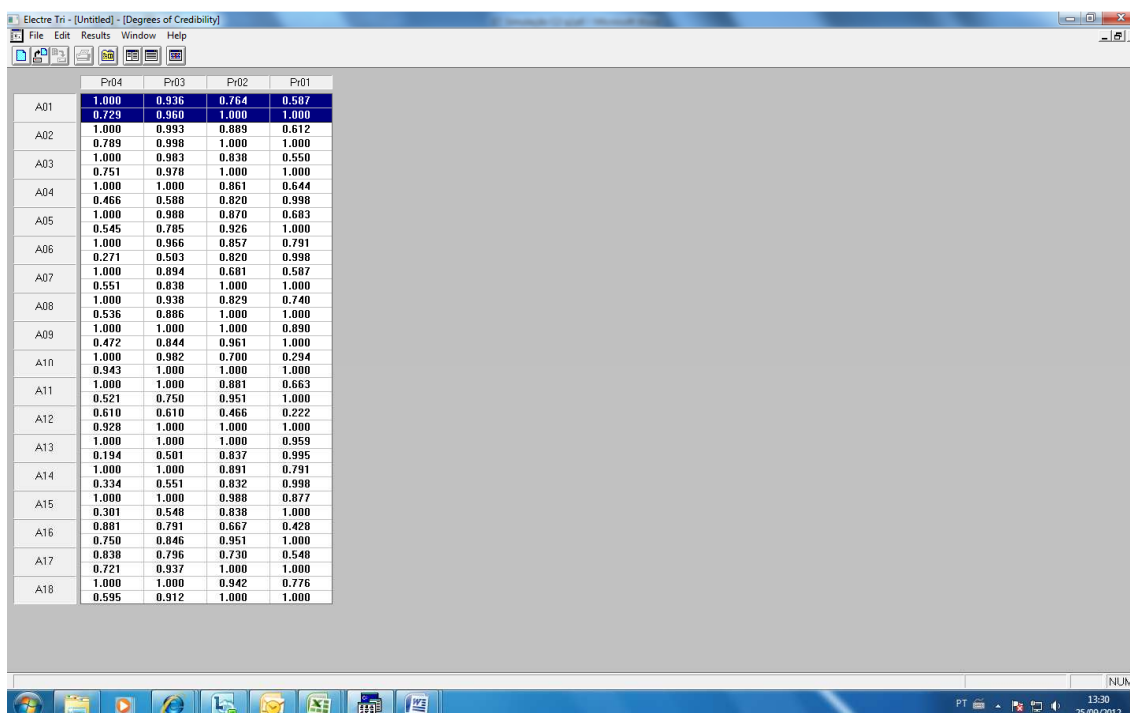 Electre Tri - [Untitled] - [Degrees of Credibility]
File Edit Results Window Help
Pr04 Pr03 Pr02 Pr01
A01 1.000 0.936 0.764 0.587
0.729 0.960 1.000 1.000
A02 1.000 0.993 0.889 0.612
0.789 0.998 1.000 1.000
A03 1.000 0.983 0.838 0.550
0.751 0.978 1.000 1.000
A04 1.000 1.000 0.861 0.644
0.466 0.588 0.820 0.998
A05 1.000 0.988 0.870 0.683
0.545 0.785 0.926 1.000
A06 1.000 0.966 0.857 0.791
0.271 0.503 0.820 0.998
A07 1.000 0.894 0.681 0.587
0.551 0.838 1.000 1.000
A08 1.000 0.938 0.829 0.740
0.536 0.886 1.000 1.000
A09 1.000 1.000 1.000 0.890
0.472 0.844 0.961 1.000
A10 1.000 0.982 0.700 0.294
0.943 1.000 1.000 1.000
A11 1.000 1.000 0.881 0.663
0.521 0.750 0.951 1.000
A12 0.610 0.610 0.466 0.222
0.928 1.000 1.000 1.000
A13 1.000 1.000 1.000 0.959
0.194 0.501 0.837 0.995
A14 1.000 1.000 0.891 0.791
0.334 0.551 0.832 0.998
A15 1.000 1.000 0.988 0.877
0.301 0.548 0.838 1.000
A16 0.881 0.791 0.667 0.428
0.750 0.846 0.951 1.000
A17 0.838 0.796 0.730 0.548
0.721 0.937 1.000 1.000
A18 1.000 1.000 0.942 0.776
0.595 0.912 1.000 1.000
NUM
PT 13:30
25/09/2012